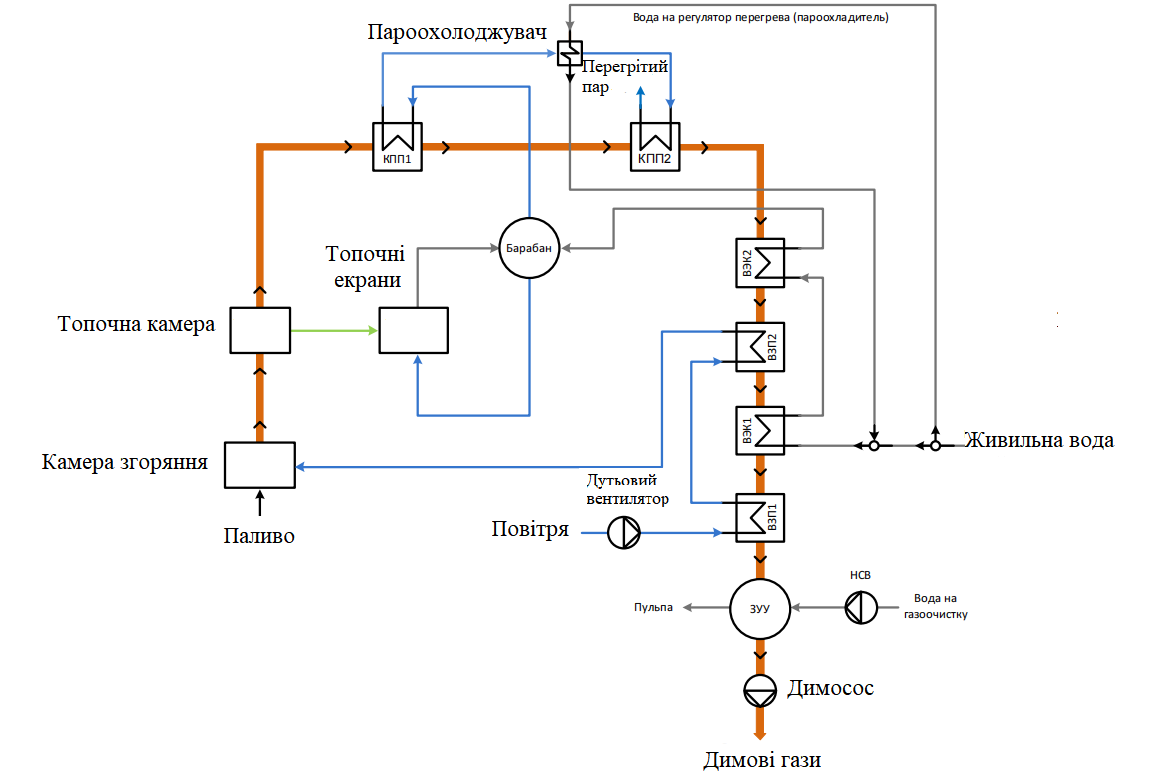 Вода на регулятор перегрева (пароохладитель)
Пароохолоджувач
Перегрітий
пар
КПП1
КПП2
Барабан
Топочні
екрани
ВЭК2
Топочна камера
ВЗП2
ВЭК1
Живильна вода
Камера згоряння
Дутьовий
вентилятор
ВЗП1
Повітря
Паливо
НСВ
Пульпа
ЗУУ
Вода на
газоочистку
Димосос
Димові гази